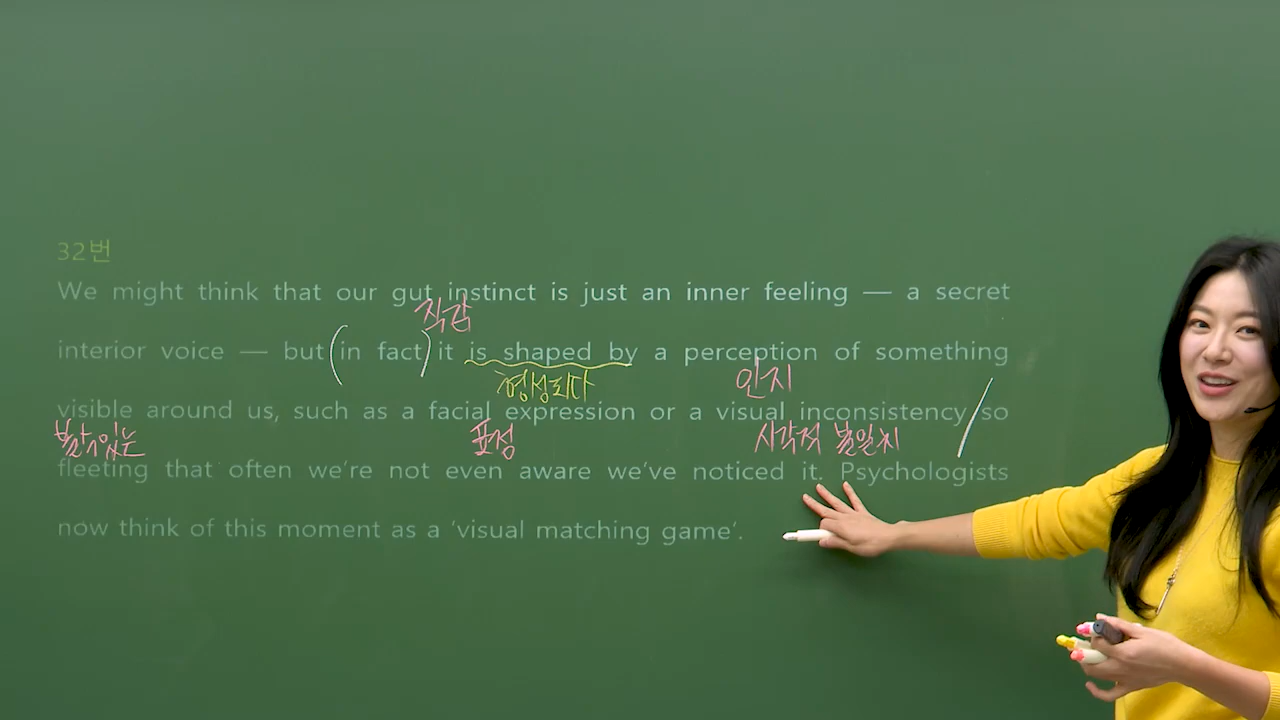 32번
We might think that our gut instinct is just an inner feeling — a secret
직감
interior voice — but (in fact) it is shaped by a perception of something
형성되다 인지
visible around us, such as a facial expression or a visual inconsistency / so
볼 수 있는 표정 시각적 불일치
fleeting that often we're not even aware we've noticed it. Psychologists
now think of this moment as a 'visual matching game'.